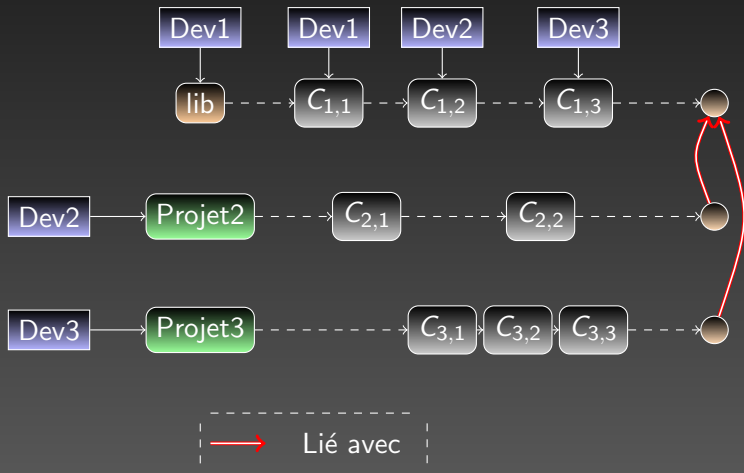 Dev1 Dev1 Dev2 Dev3
lib C1,1 C1,2 C1,3
Dev2 Projet2 C2,1 C2,2
Dev3 Projet3 C3,1 C3,2 C3,3
Lié avec